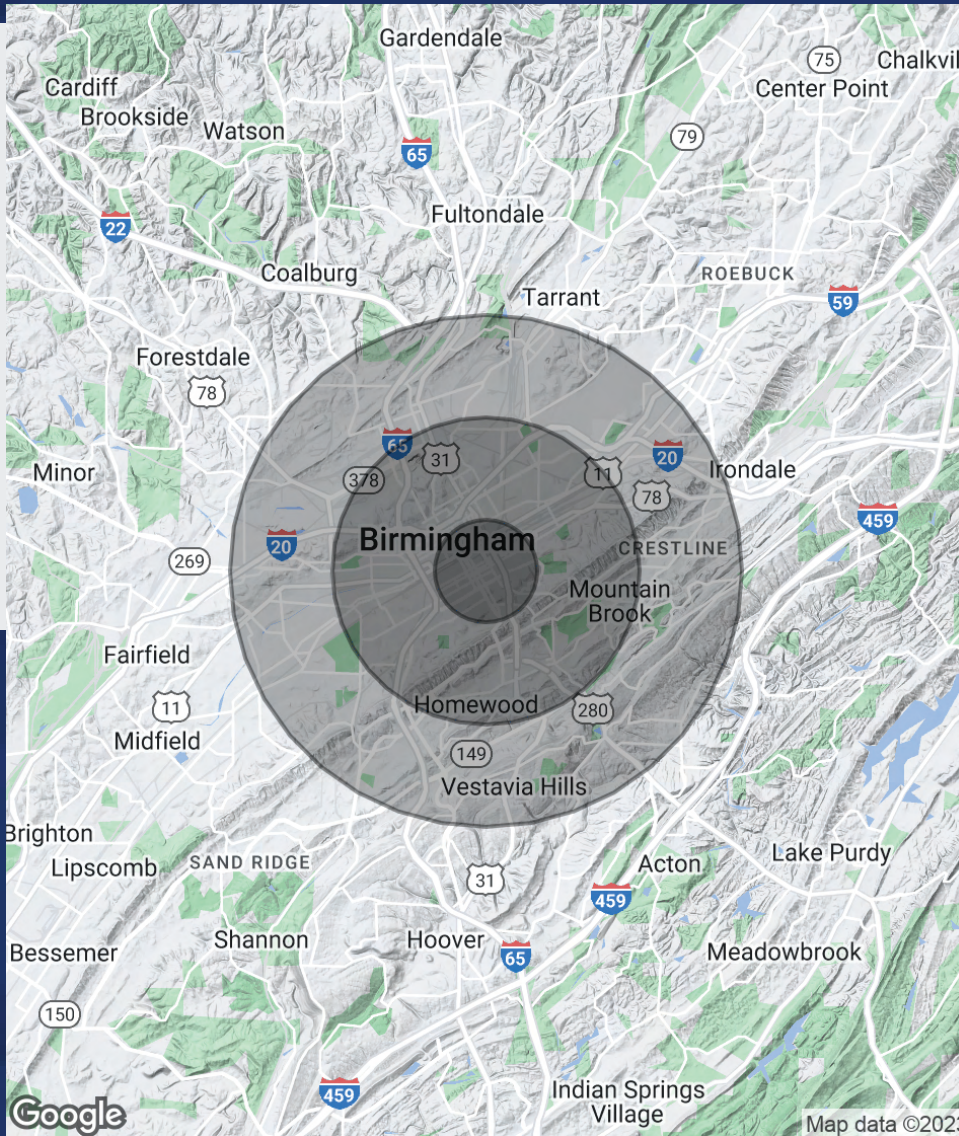 Gardendale
75
Chalkvil
Cardiff
Center Point
Brookside
Watson
79
65
Fultondale
22
Coalburg
ROEBUCK
Tarrant
59
Forestdale
78
65
31
20
Minor
378
11
Irondale
78
459
Birmingham
20
CRESTLINE
269
Mountain
Brook
Fairfield
11
Homewood
280
Midfield
149
Vestavia Hills
Brighton
Lipscomb
SAND RIDGE
Acton
Lake Purdy
31
459
Bessemer
Shannon
Hoover
65
Meadowbrook
150
459
Indian Springs
Village
Google
Map data ©2023